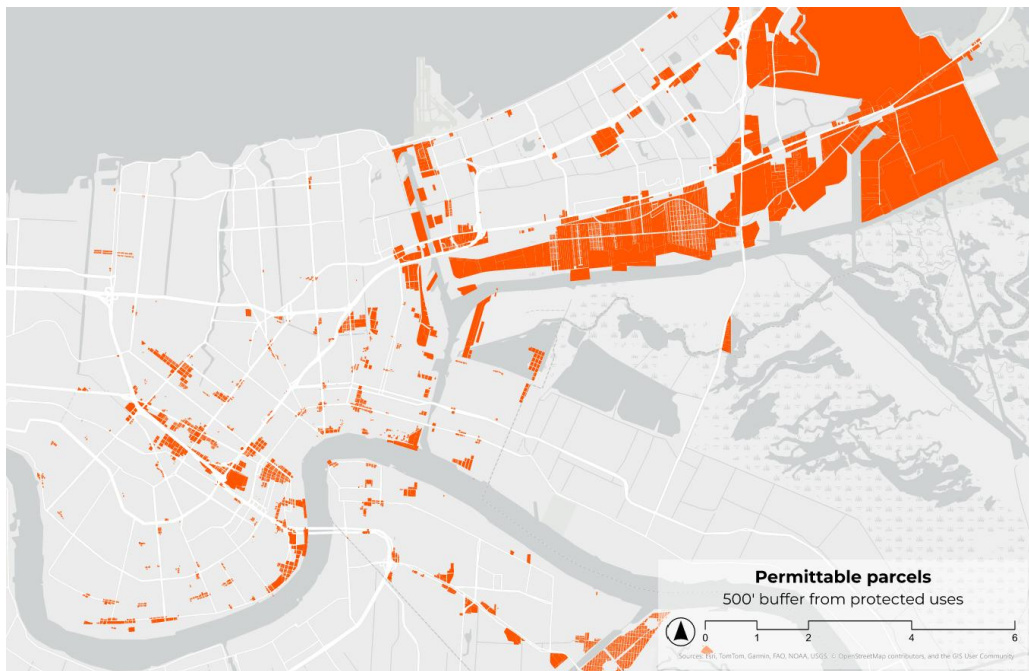 Permittable parcels
500' buffer from protected uses
0 1 2 4 6
Sources: Esri, TomTom, Garmin, FAO, NOAA, USGS, © OpenStreetMap contributors, and the GIS User Community